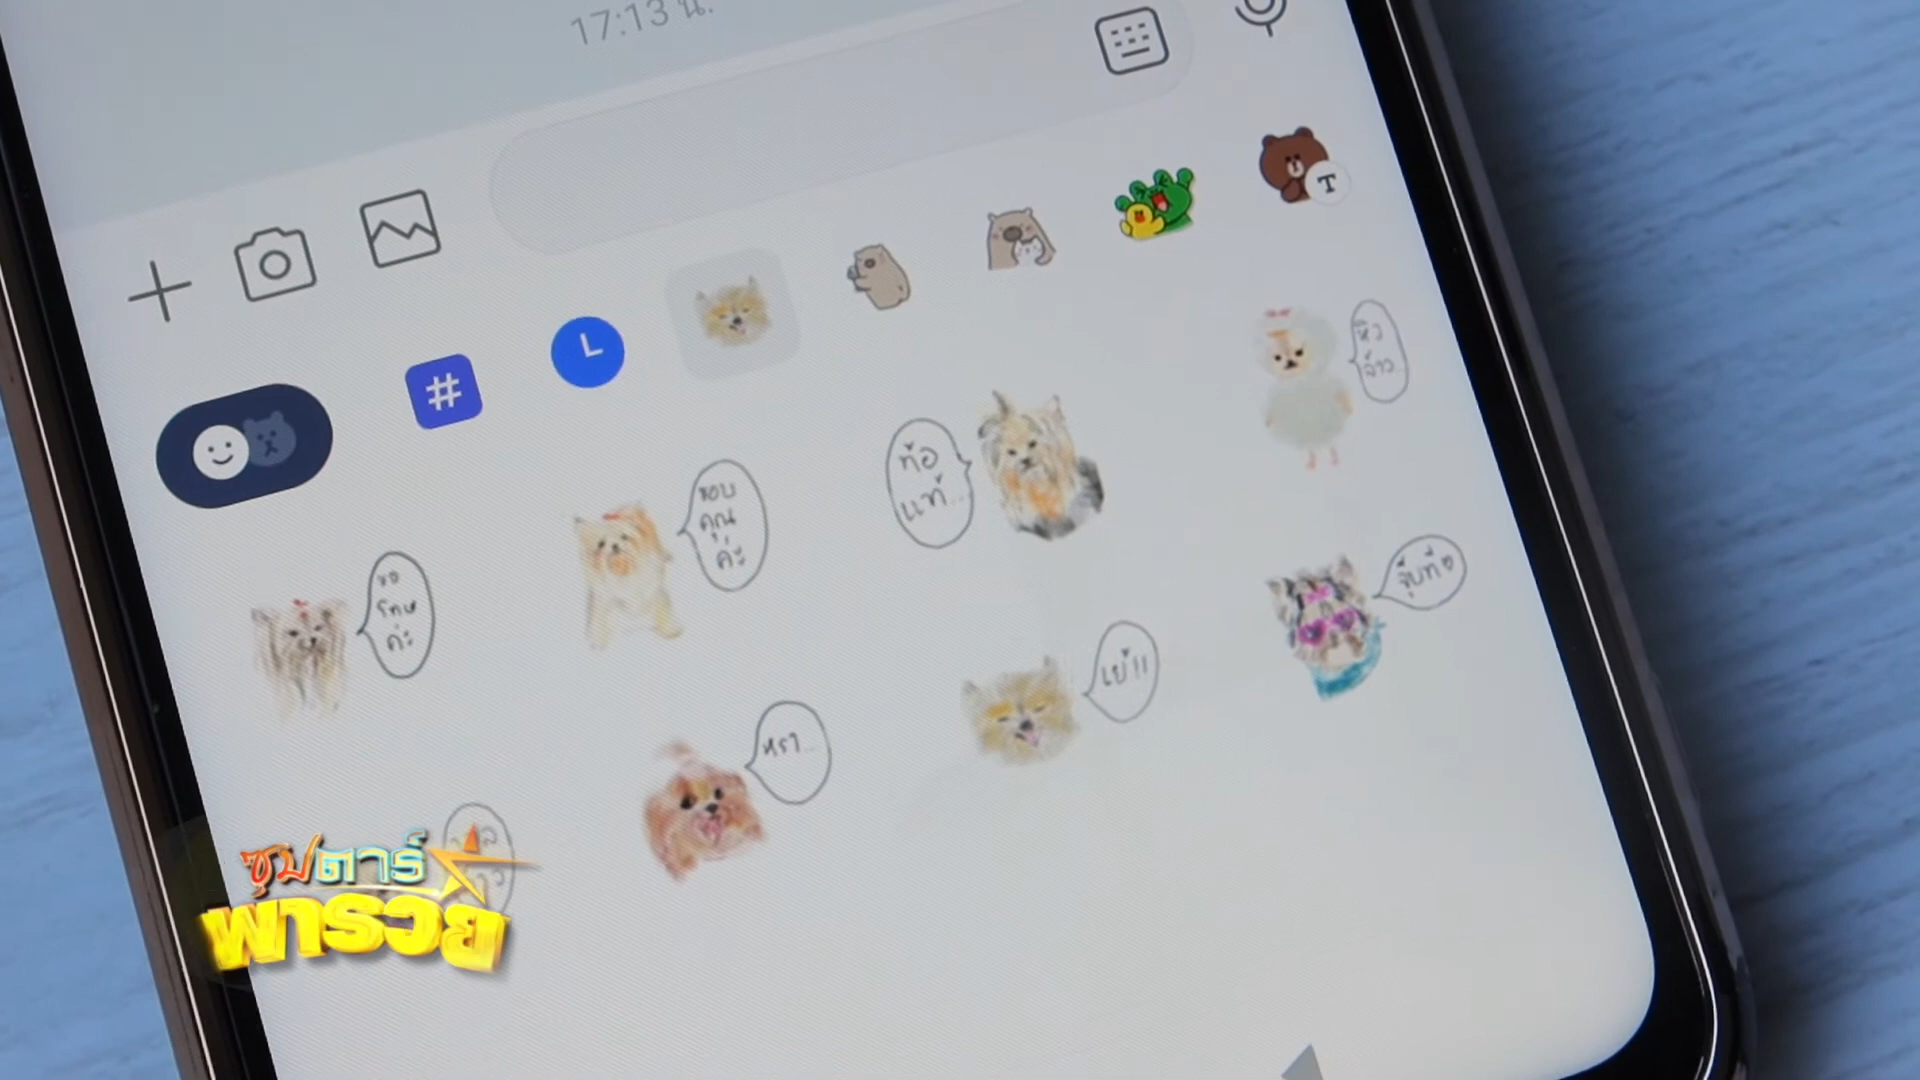 17:13 น.
#
T
หิว
จ้าว..
ท้อ
แท้...
ขอบ
คุณ
ค่ะ
ขอ
โทษ
ค่ะ
จุ๊บที่อ
เย้!!
หรา...
ซุปตาร์
พารวย